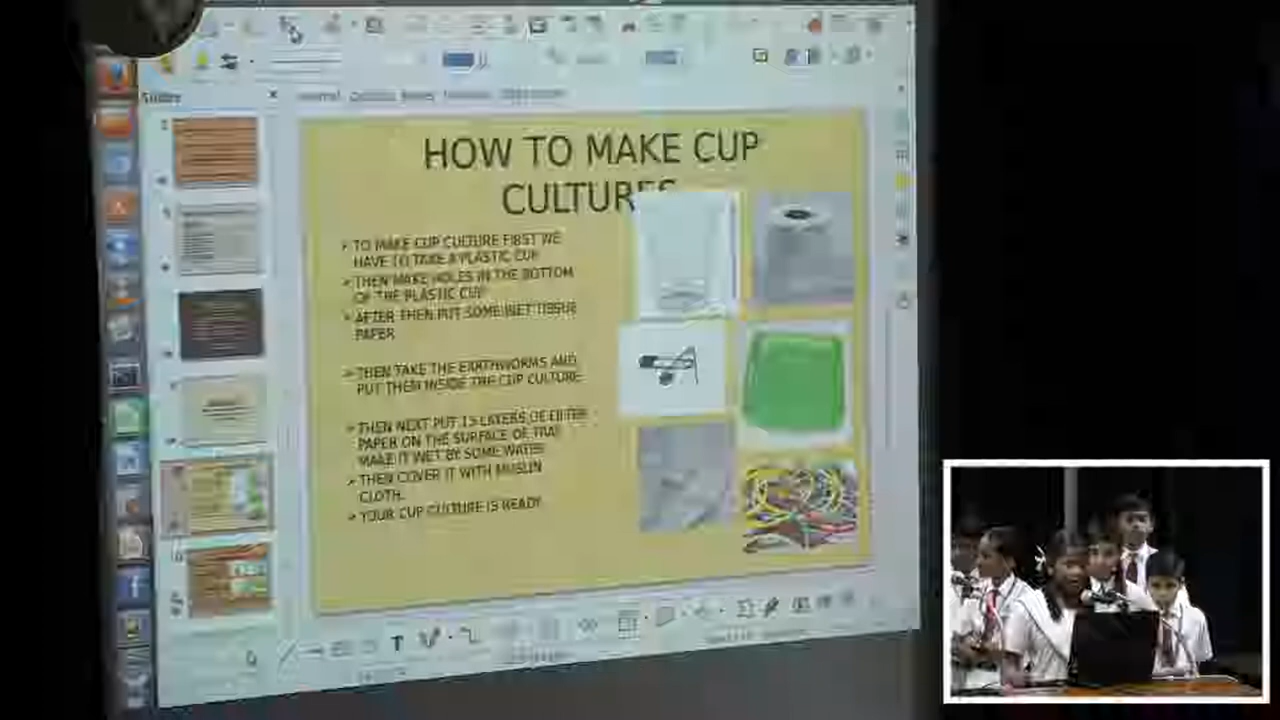 HOW TO MAKE CUP
CULTURES
TO MAKE CUP CULTURE FIRST WE
HAVE TO TAKE A PLASTIC CUP
THEN MAKE HOLES IN THE BOTTOM
OF THE PLASTIC CUP
AFTER THEN PUT SOME WET TISSUE
PAPER
THEN TAKE THE EARTHWORMS AND
PUT THEM INSIDE THE CUP CULTURE
THEN NEXT PUT 15 LAYERS OF FILTER
PAPER ON THE SURFACE OF THAT
MAKE IT WET BY SOME WATER
THEN COVER IT WITH MUSLIN
CLOTH.
YOUR CUP CULTURE IS READY